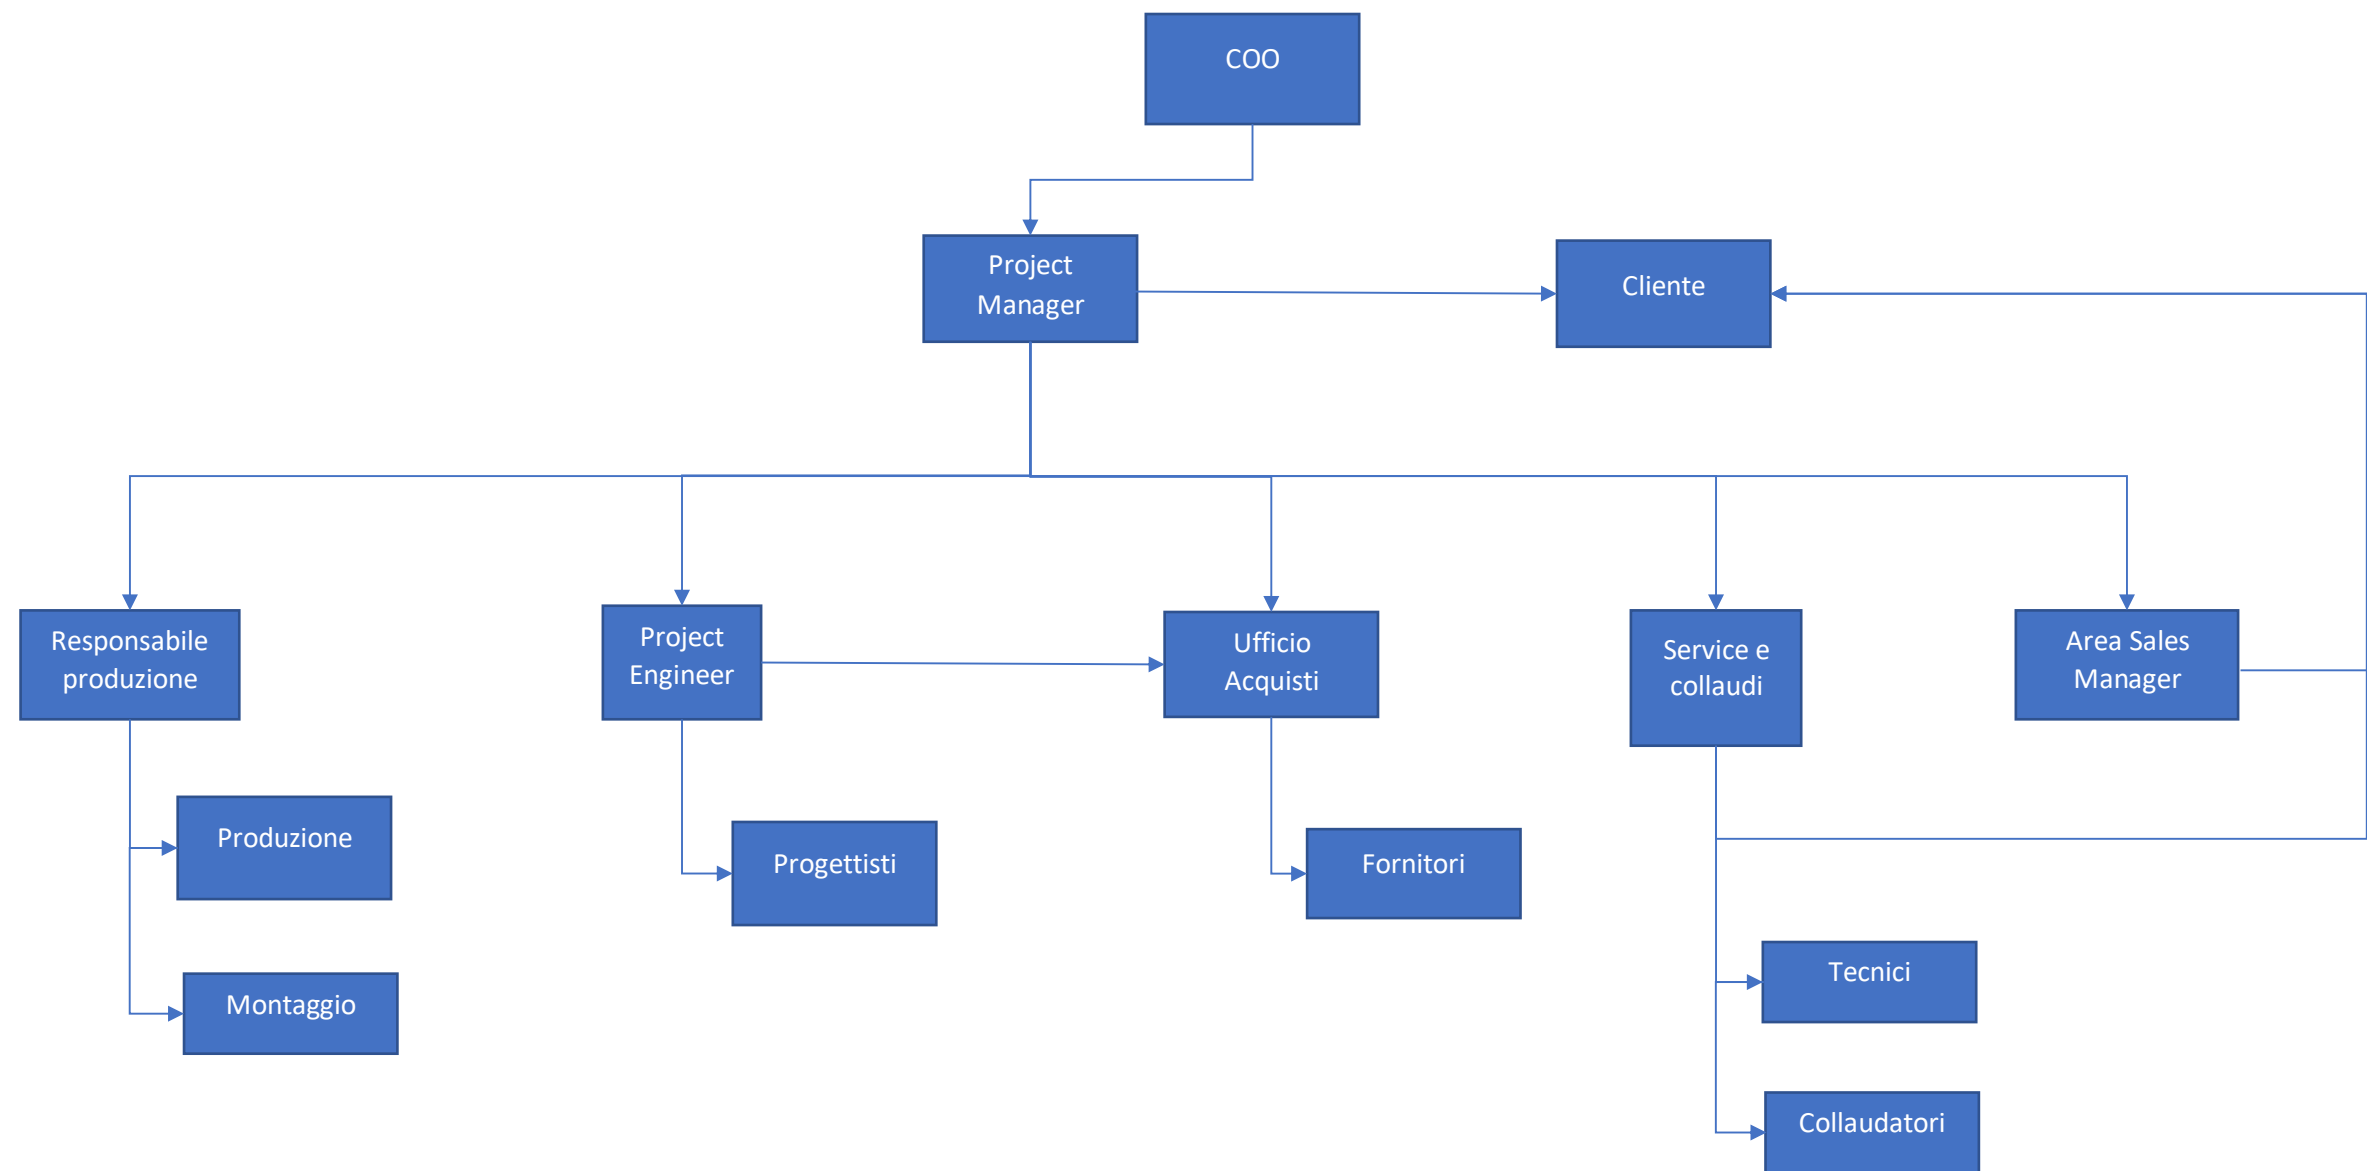 COO
Project
Manager
Cliente
Responsabile
produzione
Project
Engineer
Ufficio
Acquisti
Service e
collaudi
Area Sales
Manager
Produzione
Progettisti
Fornitori
Montaggio
Tecnici
Collaudatori